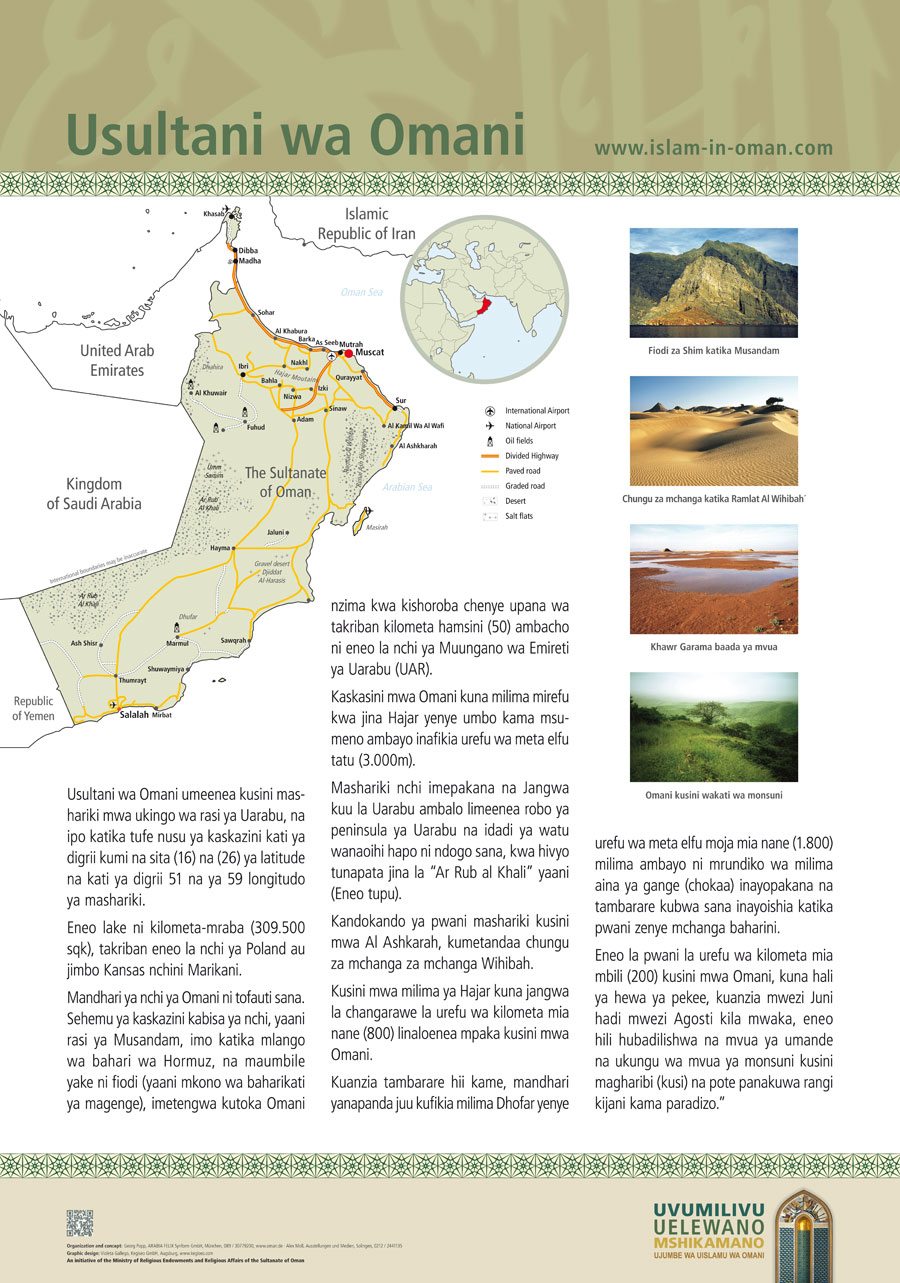 Usultani wa Omani
www.islam-in-oman.com
Khasab
Islamic
Republic of Iran
Dibba
Madha
Oman Sea
Sohar
Al Khabura
Barka
As Seeb
Mutrah
Muscat
United Arab
Emirates
Dhahira
Ibri
Nakhl
Hajar Moutains
Bahla
Izki
Nizwa
Qurayyat
Sur
Al Khuwair
Sinaw
Adam
Fuhud
Al Kamil Wa Al Wafi
Al Ashkharah
Umm
Samim
The Sultanate
of Oman
Ar Rub
Al Khali
Arabian Sea
Kingdom
of Saudi Arabia
Masirah
Jaluni
Hayma
International boundaries may be inaccurate
Gravel desert
Djiddat
Al-Harasis
Ar Rub
Al Khali
Dhufar
Ash Shisr
Marmul
Sawqrah
Shuwaymiya
Thumrayt
Republic
of Yemen
Salalah
Mirbat
International Airport
National Airport
Oil fields
Divided Highway
Paved road
Graded road
Desert
Salt flats
Fiodi za Shim katika Musandam
Chungu za mchanga katika Ramlat Al Wihibah´
Khawr Garama baada ya mvua
Omani kusini wakati wa monsuni
Usultani wa Omani umeenea kusini mas-
hariki mwa ukingo wa rasi ya Uarabu, na
ipo katika tufe nusu ya kaskazini kati ya
digrii kumi na sita (16) na (26) ya latitude
na kati ya digrii 51 na ya 59 longitudo
ya mashariki.
Eneo lake ni kilometa-mraba (309.500
sqk), takriban eneo la nchi ya Poland au
jimbo Kansas nchini Marikani.
Mandhari ya nchi ya Omani ni tofauti sana.
Sehemu ya kaskazini kabisa ya nchi, yaani
rasi ya Musandam, imo katika mlango
wa bahari wa Hormuz, na maumbile
yake ni fiodi (yaani mkono wa baharikati
ya magenge), imetengwa kutoka Omani
nzima kwa kishoroba chenye upana wa
takriban kilometa hamsini (50) ambacho
ni eneo la nchi ya Muungano wa Emireti
ya Uarabu (UAR).
Kaskasini mwa Omani kuna milima mirefu
kwa jina Hajar yenye umbo kama msu-
meno ambayo inafikia urefu wa meta elfu
tatu (3.000m).
Mashariki nchi imepakana na Jangwa
kuu la Uarabu ambalo limeenea robo ya
peninsula ya Uarabu na idadi ya watu
wanaoihi hapo ni ndogo sana, kwa hivyo
tunapata jina la “Ar Rub al Khali” yaani
(Eneo tupu).
Kandokando ya pwani mashariki kusini
mwa Al Ashkarah, kumetandaa chungu
za mchanga za mchanga Wihibah.
Kusini mwa milima ya Hajar kuna jangwa
la changarawe la urefu wa kilometa mia
nane (800) linaloenea mpaka kusini mwa
Omani.
Kuanzia tambarare hii kame, mandhari
yanapanda juu kufikia milima Dhofar yenye
urefu wa meta elfu moja mia nane (1.800)
milima ambayo ni mrundiko wa milima
aina ya gange (chokaa) inayopakana na
tambarare kubwa sana inayoishia katika
pwani zenye mchanga baharini.
Eneo la pwani la urefu wa kilometa mia
mbili (200) kusini mwa Omani, kuna hali
ya hewa ya pekee, kuanzia mwezi Juni
hadi mwezi Agosti kila mwaka, eneo
hili hubadilishwa na mvua ya umande
na ukungu wa mvua ya monsuni kusini
magharibi (kusi) na pote panakuwa rangi
kijani kama paradizo.”
UVUMILIVU
UELEWANO
MSHIKAMANO
UJUMBE WA UISLAMU WA OMANI
An initiative of the Ministry of Religious Endowments and Religious Affairs of the Sultanate of Oman